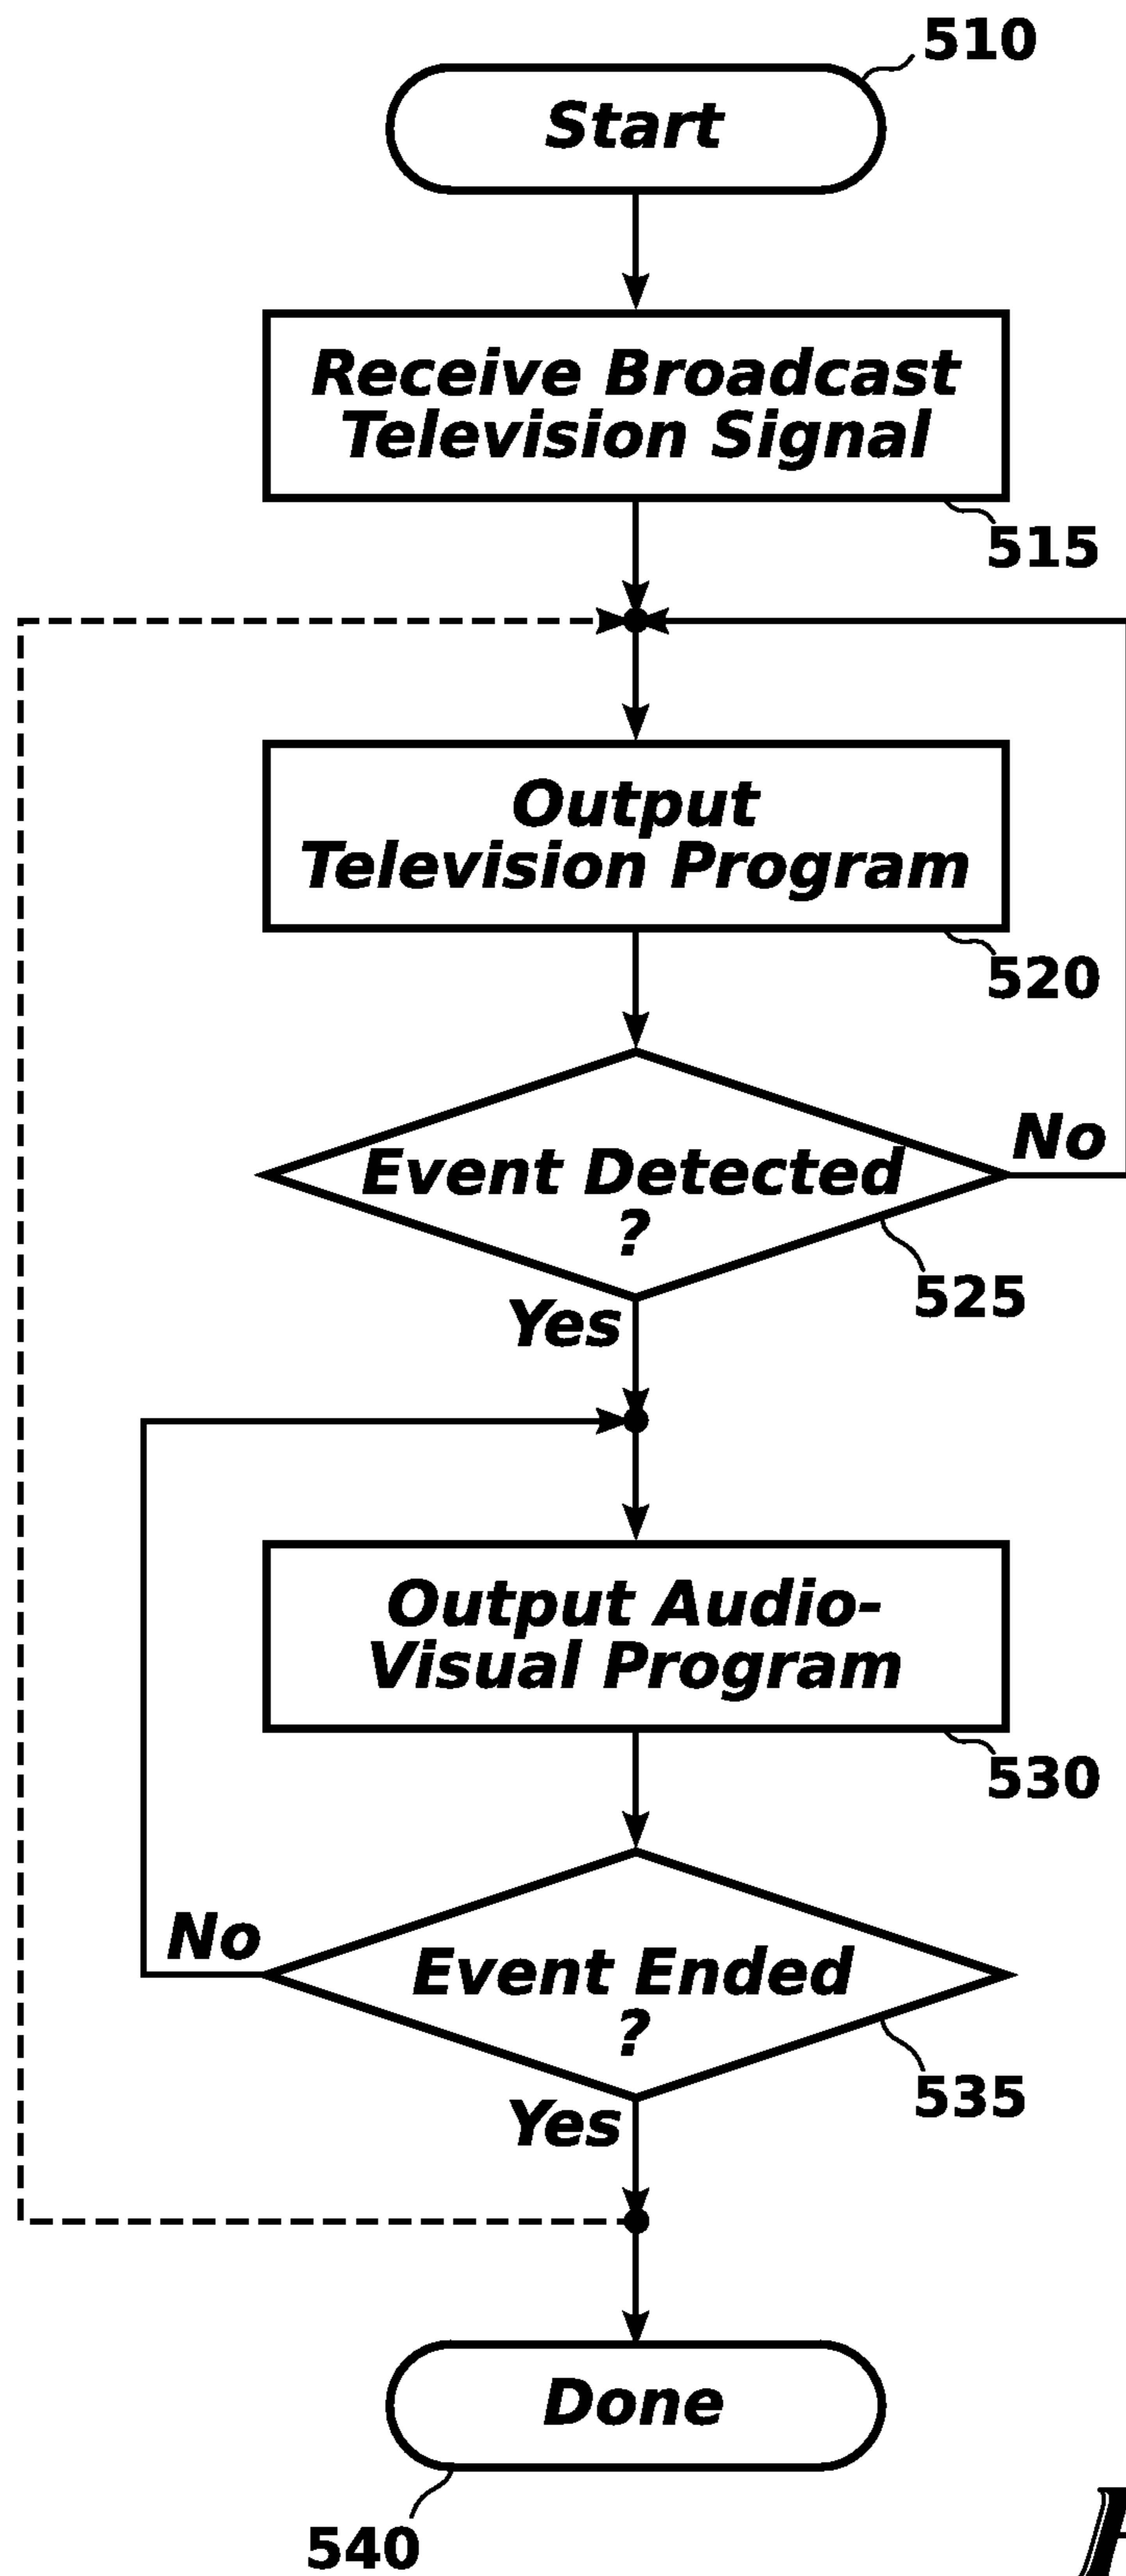 510
Start
Receive Broadcast
Television Signal
515
Output
Television Program
520
Event Detected
?
No
525
Yes
Output Audio-
Visual Program
530
No
Event Ended
?
535
Yes
Done
540